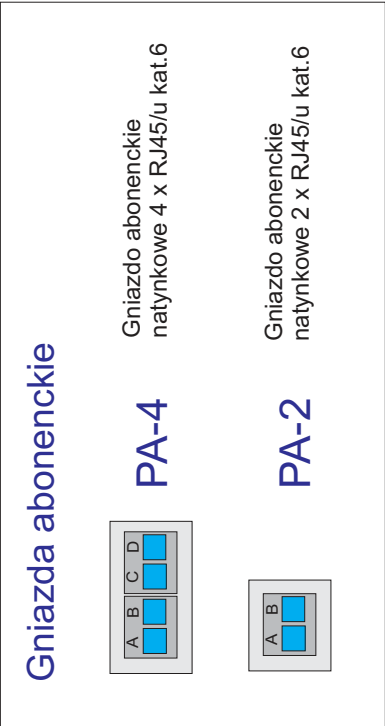 Gniazda abonenckie
A B C D
PA-4
Gniazdo abonenckie
natynkowe 4 x RJ45/u kat.6
A B
PA-2
Gniazdo abonenckie
natynkowe 2 x RJ45/u kat.6